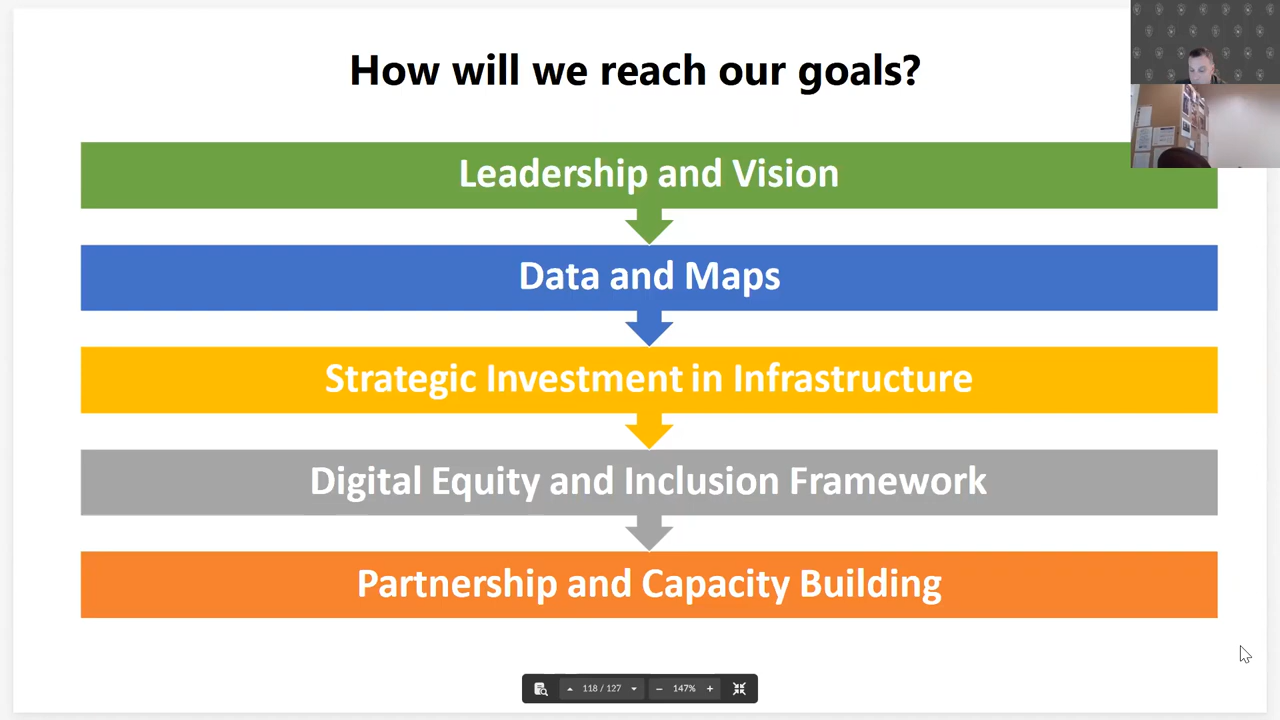 How will we reach our goals?
Leadership and Vision
Data and Maps
Strategic Investment in Infrastructure
Digital Equity and Inclusion Framework
Partnership and Capacity Building
118 / 127
147%